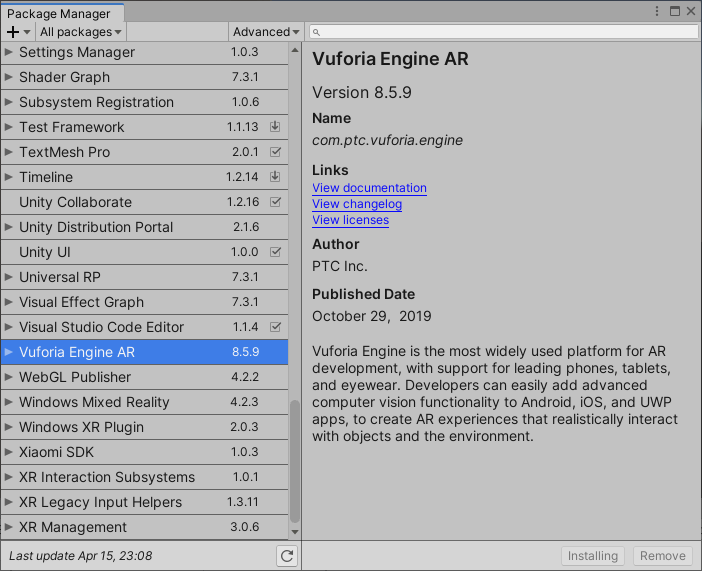 Package Manager
All packages
Advanced
Settings Manager 1.0.3
Shader Graph 7.3.1
Subsystem Registration 1.0.6
Test Framework 1.1.13
TextMesh Pro 2.0.1
Timeline 1.2.14
Unity Collaborate 1.2.16
Unity Distribution Portal 2.1.6
Unity UI 1.0.0
Universal RP 7.3.1
Visual Effect Graph 7.3.1
Visual Studio Code Editor 1.1.4
Vuforia Engine AR 8.5.9
WebGL Publisher 4.2.2
Windows Mixed Reality 4.2.3
Windows XR Plugin 2.0.3
Xiaomi SDK 1.0.3
XR Interaction Subsystems 1.0.1
XR Legacy Input Helpers 1.3.11
XR Management 3.0.6
Last update Apr 15, 23:08
Vuforia Engine AR
Version 8.5.9
Name
com.ptc.vuforia.engine
Links
View documentation
View changelog
View licenses
Author
PTC Inc.
Published Date
October 29, 2019
Vuforia Engine is the most widely used platform for AR
development, with support for leading phones, tablets,
and eyewear. Developers can easily add advanced
computer vision functionality to Android, iOS, and UWP
apps, to create AR experiences that realistically interact
with objects and the environment.
Installing
Remove